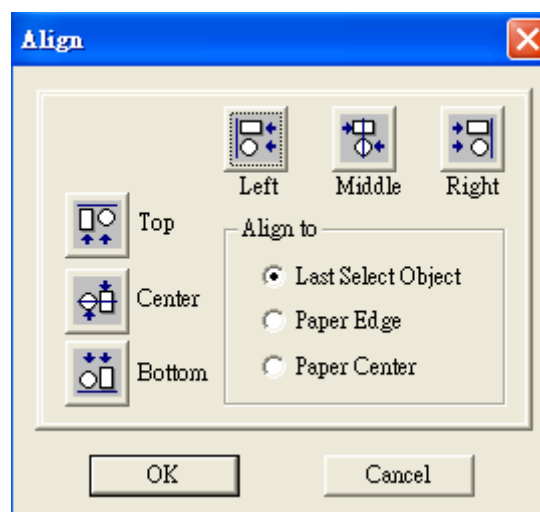 Align
Left Middle Right
Top
Align to
Last Select Object
Center
Paper Edge
Paper Center
Bottom
OK Cancel